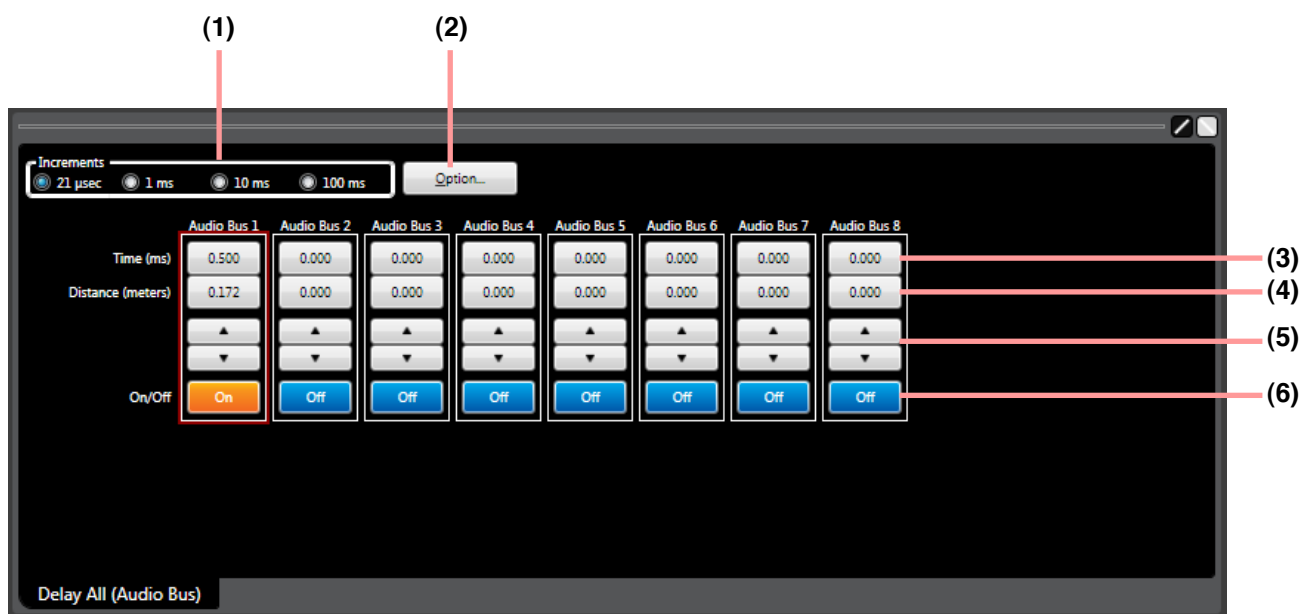 (1) (2)
Increments
21 µsec 1 ms 10 ms 100 ms Option...
Audio Bus 1 Audio Bus 2 Audio Bus 3 Audio Bus 4 Audio Bus 5 Audio Bus 6 Audio Bus 7 Audio Bus 8
Time (ms) 0.500 0.000 0.000 0.000 0.000 0.000 0.000 0.000 (3)
Distance (meters) 0.172 0.000 0.000 0.000 0.000 0.000 0.000 0.000 (4)
(5)
On/Off On Off Off Off Off Off Off Off (6)
Delay All (Audio Bus)